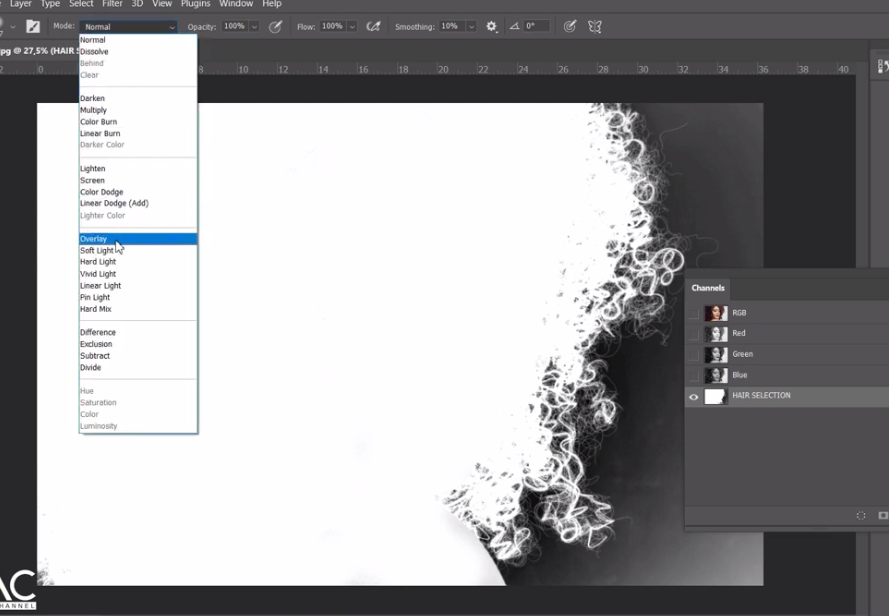 Layer Type Select Filter 3D View Plugins Window Help
Mode: Normal Opacity: 100% Flow: 100% Smoothing: 10% 0°
pg @ 27,5% (HAIR S
0 8 10 12 14 16 18 20 22 24 26 28 30 32 34 36 38 40
Normal
Dissolve
Behind
Clear
Darken
Multiply
Color Burn
Linear Burn
Darker Color
Lighten
Screen
Color Dodge
Linear Dodge (Add)
Lighter Color
Overlay
Soft Light
Hard Light
Vivid Light
Linear Light
Pin Light
Hard Mix
Difference
Exclusion
Subtract
Divide
Hue
Saturation
Color
Luminosity
Channels
RGB
Red
Green
Blue
HAIR SELECTION
AC
CHANNEL